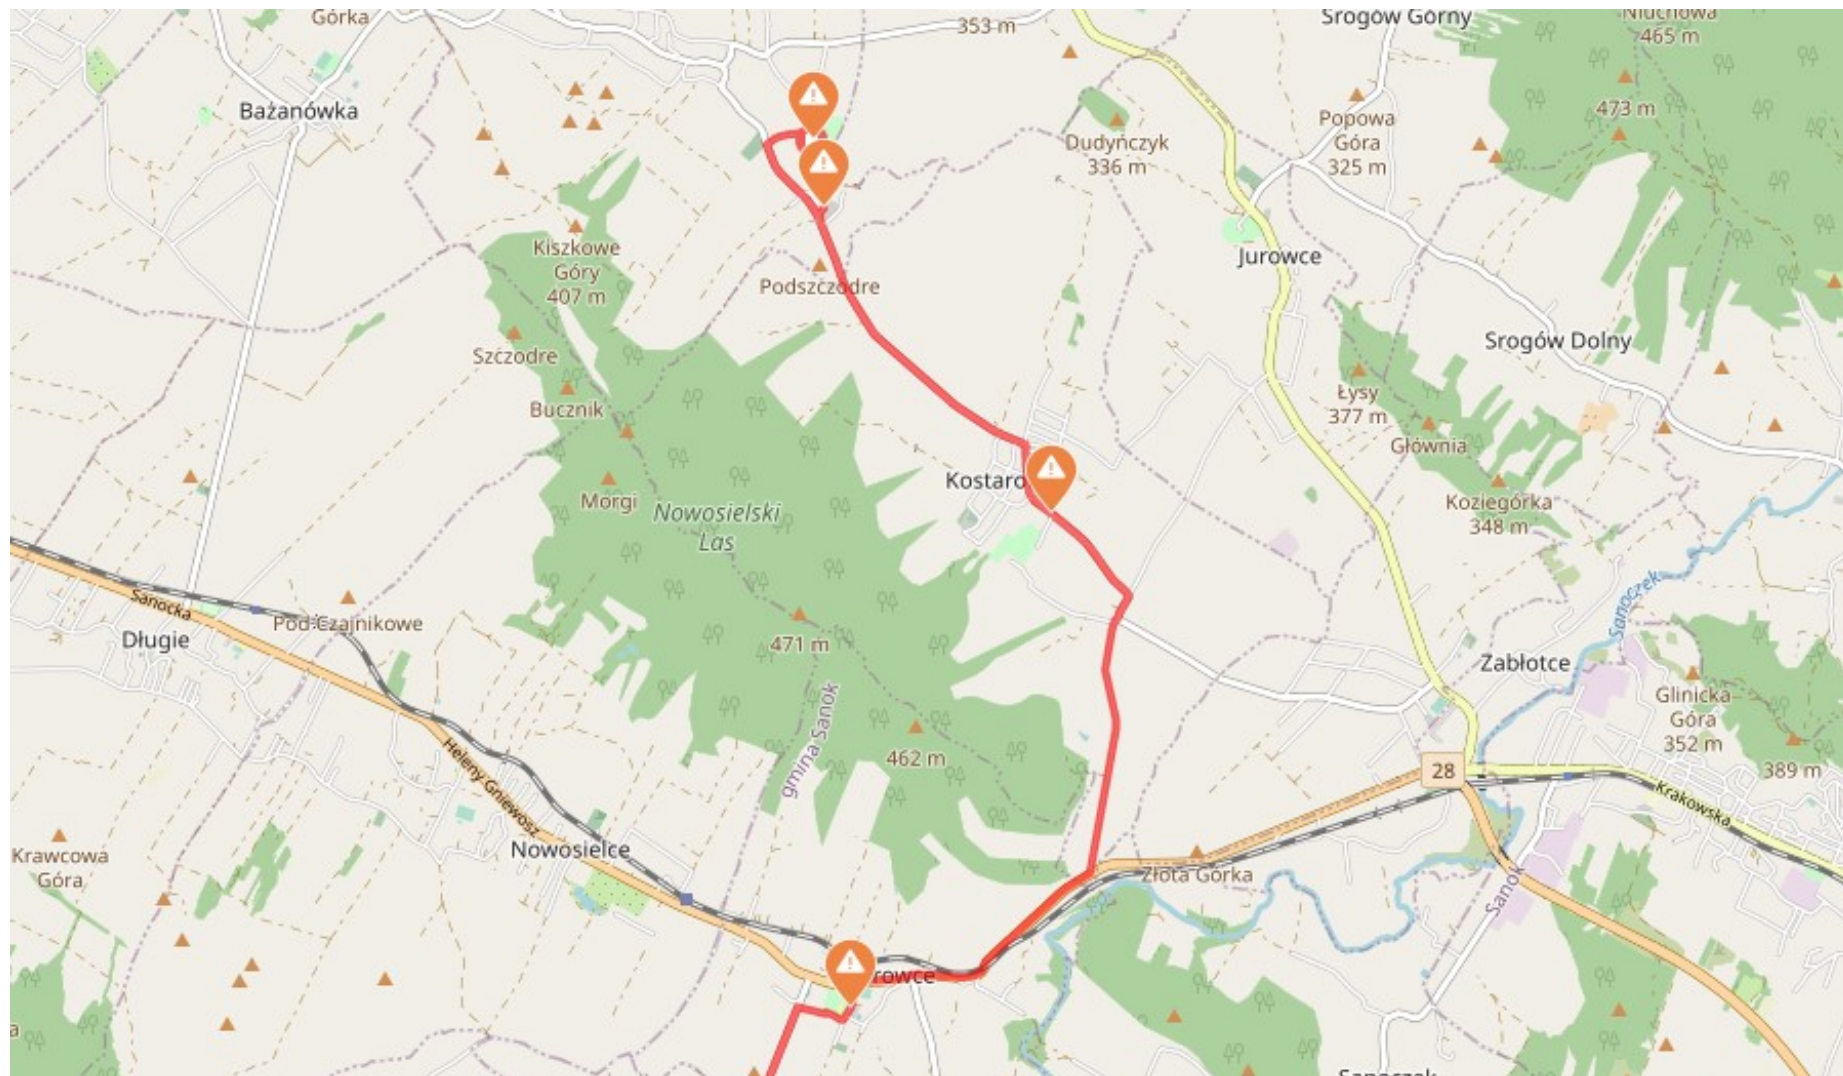 Górka
353 m
Srogów Górny
Niuchowa
465 m
Bażanówka
473 m
Dudyńczyk
336 m
Popowa
Góra
325 m
Kiszkowe
Góry
407 m
Jurowce
Podszczodre
Szczodre
Srogów Dolny
Bucznik
Łysy
377 m
Głównia
Kostaro
Morgi
Nowosielski
Las
Koziegórka
348 m
Sanocka
Pod Czajnikowe
Długie
471 m
Sanoczek
Zabłotce
Glinicka
Góra
352 m
gmina Sanok
462 m
28
389 m
Heleny Gniewosz
Krakowska
Krawcowa
Góra
Nowosielce
Złota Górka
Sanok
rowce
a
Sanoczek